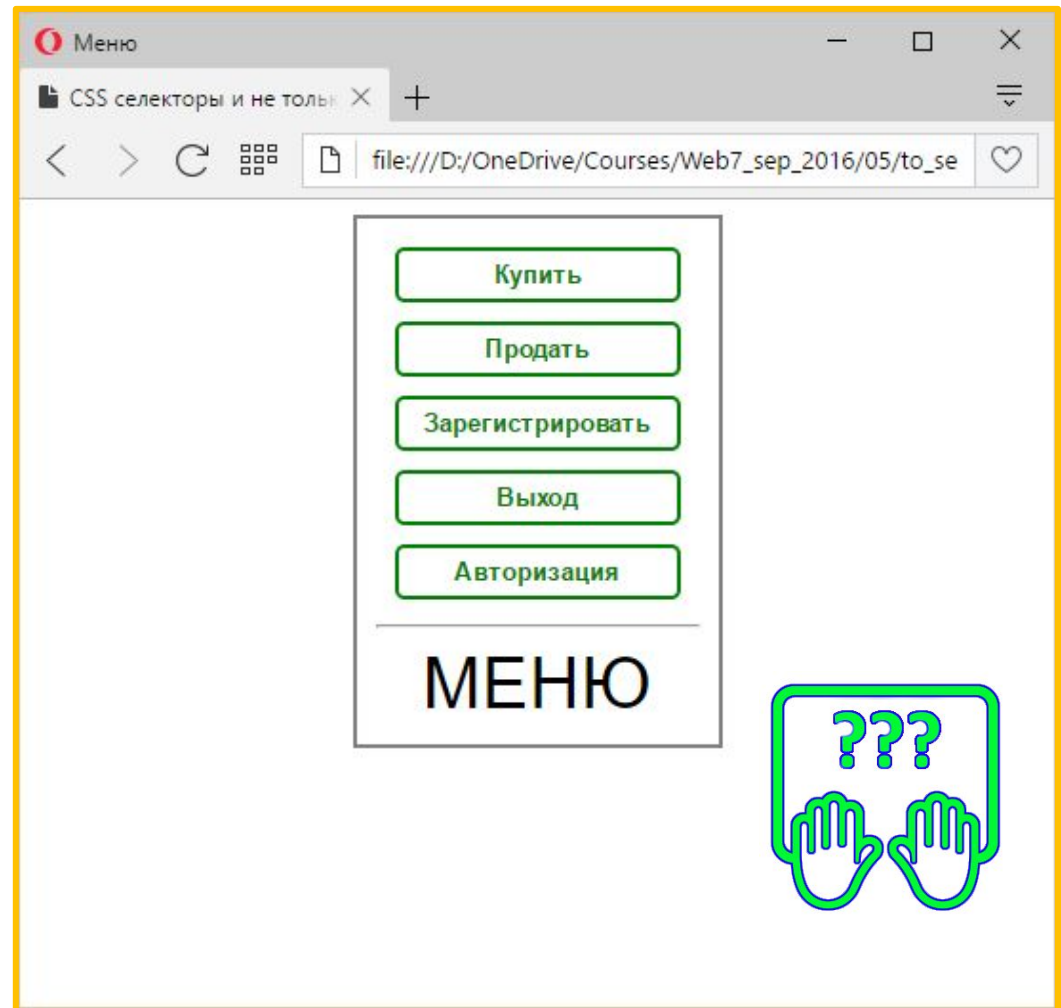 Меню
CSS селекторы и не тольк
file:///D:/OneDrive/Courses/Web7_sep_2016/05/to_se
Купить
Продать
Зарегистрировать
Выход
Авторизация
МЕНЮ
???